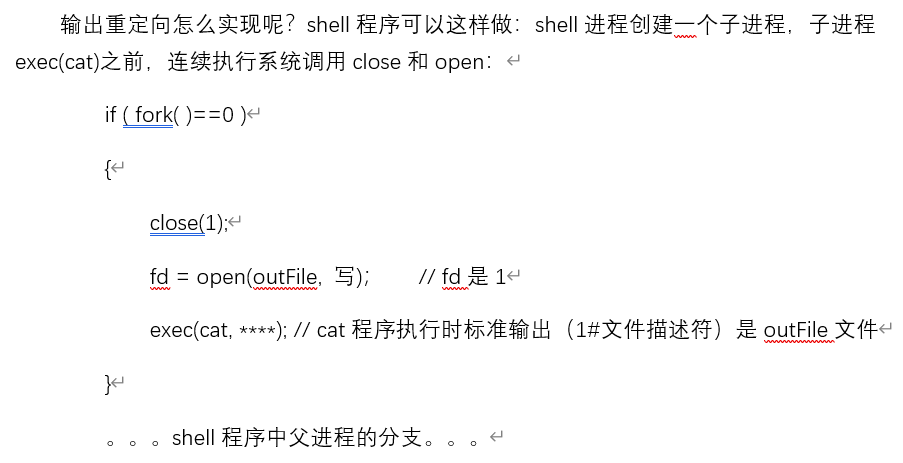 输出重定向怎么实现呢？shell 程序可以这样做：shell 进程创建一个子进程，子进程
exec(cat)之前，连续执行系统调用 close 和 open：↵
if ( fork( )==0 )↵
{↵
close(1);↵
fd = open(outFile, 写); // fd 是 1↵
exec(cat, ****); // cat 程序执行时标准输出（1#文件描述符）是 outFile 文件↵
}↵
。。。shell 程序中父进程的分支。。。↵